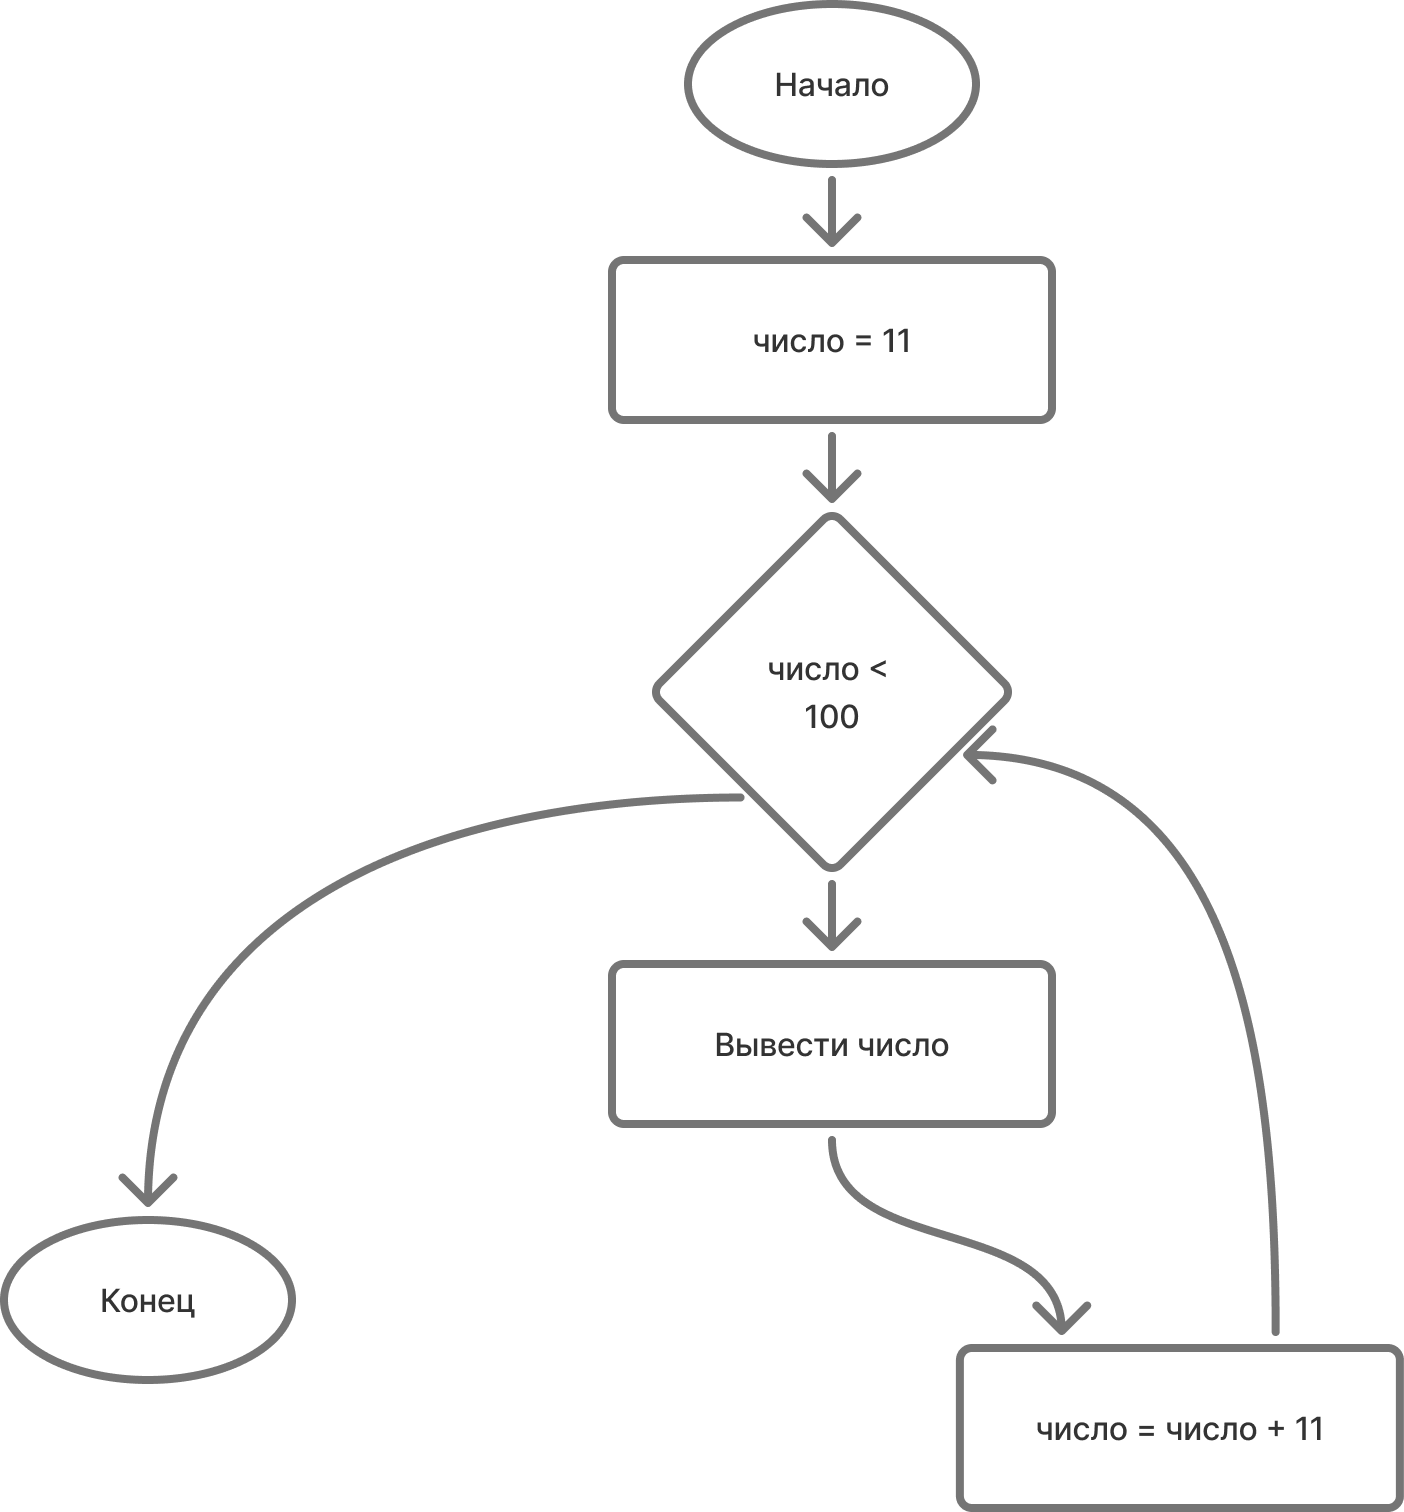 Начало
число = 11
число <
100
Вывести число
Конец
число = число + 11